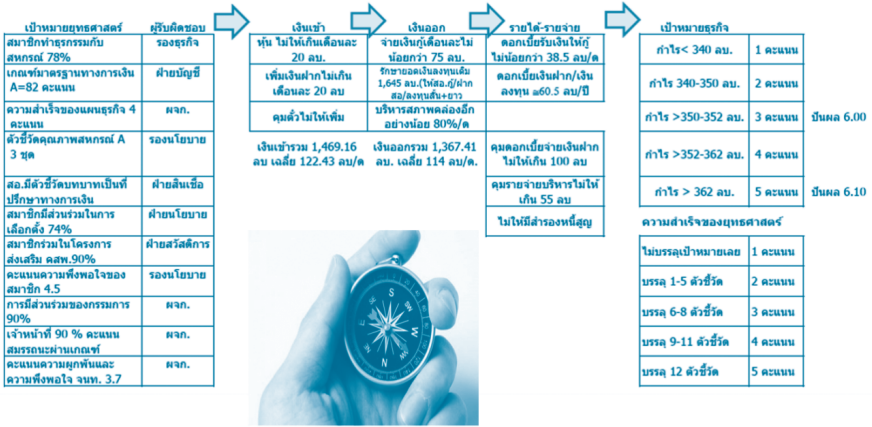 เป้าหมายยุทธศาสตร์ ผู้รับผิดชอบ
สมาชิกทำธุรกรรมกับ
สหกรณ์ 78% รองธุรกิจ
เกณฑ์มาตรฐานทางการเงิน
A=82 คะแนน ฝ่ายบัญชี
ความสำเร็จของแผนธุรกิจ 4
คะแนน ผจก.
ตัวชี้วัดคุณภาพสหกรณ์ A
3 ชุด รองนโยบาย
สอ.มีตัวชี้วัดบทบาทเป็นที่
ปรึกษาทางการเงิน ฝ่ายสินเชื่อ
สมาชิกมีส่วนร่วมในการ
เลือกตั้ง 74% ฝ่ายนโยบาย
สมาชิกร่วมในโครงการ
ส่งเสริม คสพ.90% ฝ่ายสวัสดิการ
คะแนนความพึงพอใจของ
สมาชิก 4.5 รองนโยบาย
การมีส่วนร่วมของกรรมการ
90% ผจก.
เจ้าหน้าที่ 90 % คะแนน
สมรรถนะผ่านเกณฑ์ ผจก.
คะแนนความผูกพันและ
ความพึงพอใจ จนท. 3.7 ผจก.
เงินเข้า
หุ้น ไม่ให้เกินเดือนละ
20 ลบ.
เพิ่มเงินฝากไม่เกิน
เดือนละ 20 ลบ
คุมตั๋วไม่ให้เพิ่ม
เงินเข้ารวม 1,469.16
ลบ เฉลี่ย 122.43 ลบ/ด
เงินออก
จ่ายเงินกู้เดือนละไม่
น้อยกว่า 75 ลบ.
รักษายอดเงินลงทุนเดิม
1,645 ลบ.(ให้สอ.กู้/ฝาก
สอ/ลงทุนสั้น+ยาว
บริหารสภาพคล่องอีก
อย่างน้อย 80%/ด
เงินออกรวม 1,367.41
ลบ. เฉลี่ย 114 ลบ/ด.
รายได้-รายจ่าย
ดอกเบี้ยรับเงินให้กู้
ไม่น้อยกว่า 38.5 ลบ/ด
ดอกเบี้ยเงินฝาก/เงิน
ลงทุน ≅60.5 ลบ/ปี
คุมดอกเบี้ยจ่ายเงินฝาก
ไม่ให้เกิน 100 ลบ
คุมรายจ่ายบริหารไม่ให้
เกิน 55 ลบ
ไม่ให้มีสำรองหนี้สูญ
เป้าหมายธุรกิจ
กำไร< 340 ลบ. 1 คะแนน
กำไร 340-350 ลบ. 2 คะแนน
กำไร >350-352 ลบ. 3 คะแนน ปันผล 6.00
กำไร >352-362 ลบ. 4 คะแนน
กำไร > 362 ลบ. 5 คะแนน ปันผล 6.10
ความสำเร็จของยุทธศาสตร์
ไม่บรรลุเป้าหมายเลย 1 คะแนน
บรรลุ 1-5 ตัวชี้วัด 2 คะแนน
บรรลุ 6-8 ตัวชี้วัด 3 คะแนน
บรรลุ 9-11 ตัวชี้วัด 4 คะแนน
บรรลุ 12 ตัวชี้วัด 5 คะแนน
S
SE
SW
E
W
N